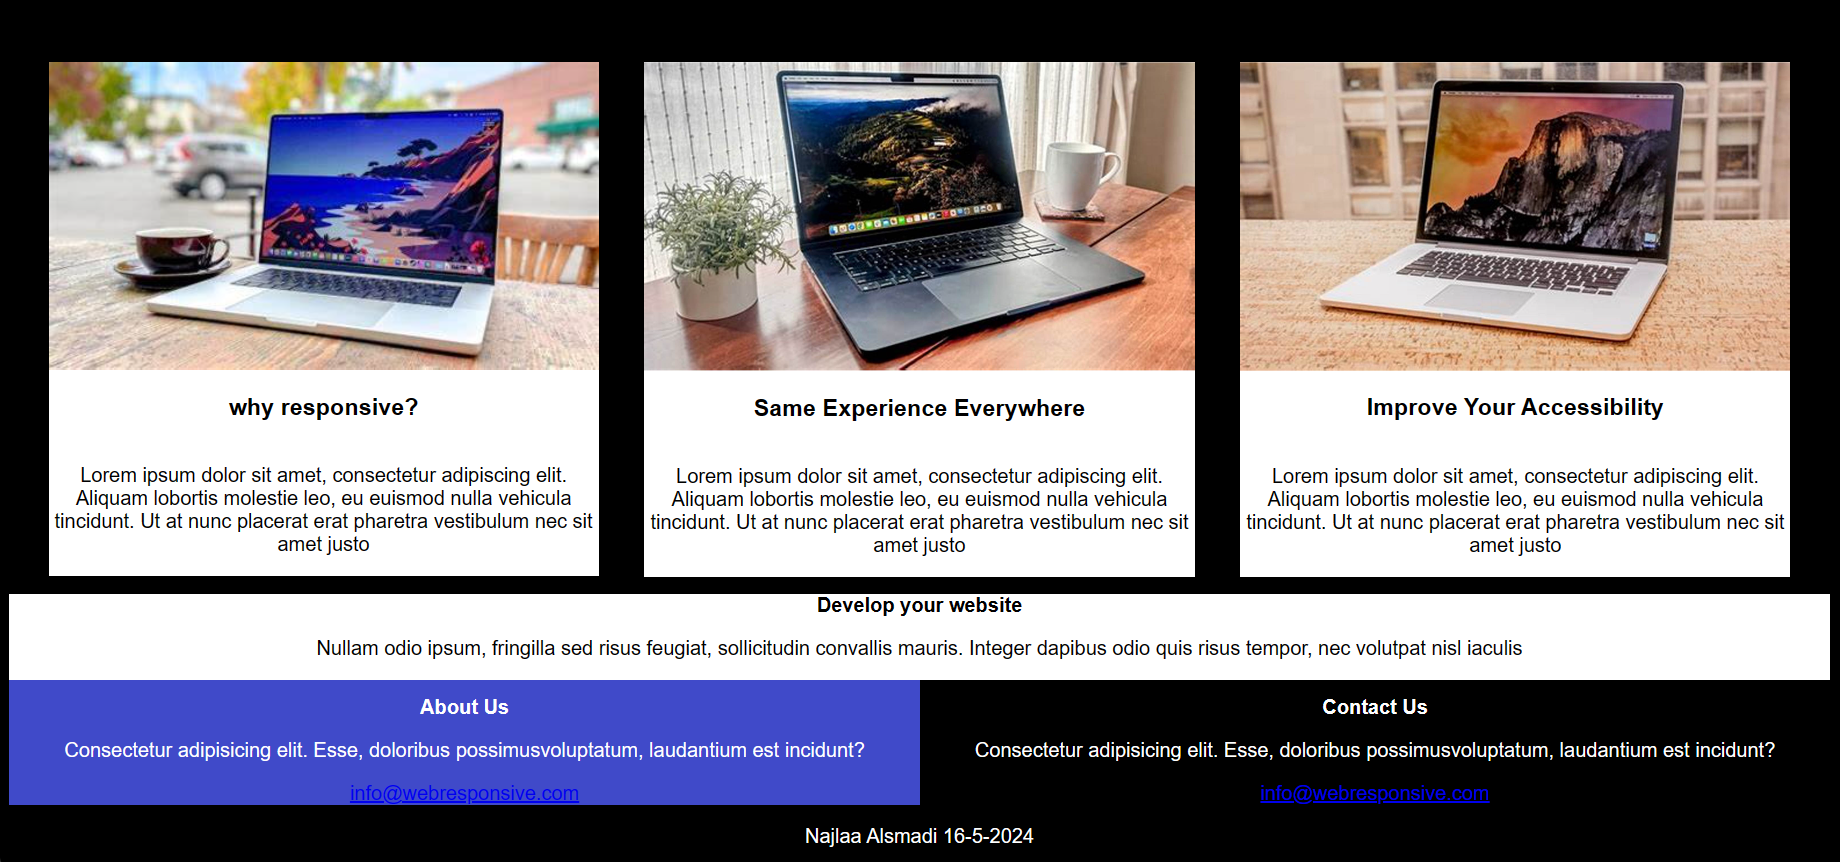 why responsive?
Lorem ipsum dolor sit amet, consectetur adipiscing elit.
Aliquam lobortis molestie leo, eu euismod nulla vehicula
tincidunt. Ut at nunc placerat erat pharetra vestibulum nec sit
amet justo
Same Experience Everywhere
Lorem ipsum dolor sit amet, consectetur adipiscing elit.
Aliquam lobortis molestie leo, eu euismod nulla vehicula
tincidunt. Ut at nunc placerat erat pharetra vestibulum nec sit
amet justo
Improve Your Accessibility
Lorem ipsum dolor sit amet, consectetur adipiscing elit.
Aliquam lobortis molestie leo, eu euismod nulla vehicula
tincidunt. Ut at nunc placerat erat pharetra vestibulum nec sit
amet justo
Develop your website
Nullam odio ipsum, fringilla sed risus feugiat, sollicitudin convallis mauris. Integer dapibus odio quis risus tempor, nec volutpat nisl iaculis
About Us
Consectetur adipisicing elit. Esse, doloribus possimusvoluptatum, laudantium est incidunt?
info@webresponsive.com
Contact Us
Consectetur adipisicing elit. Esse, doloribus possimusvoluptatum, laudantium est incidunt?
info@webresponsive.com
Najlaa Alsmadi 16-5-2024